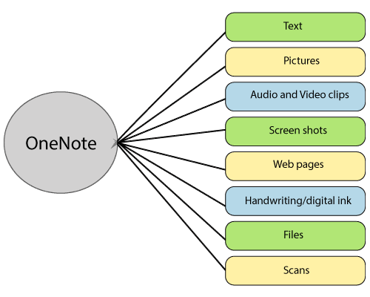 OneNote
Text
Pictures
Audio and Video clips
Screen shots
Web pages
Handwriting/digital ink
Files
Scans